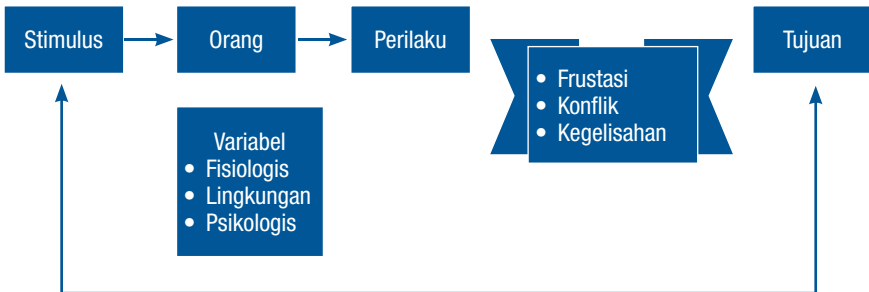 Stimulus
Orang
Perilaku
Tujuan
• Frustasi
• Konflik
• Kegelisahan
Variabel
• Fisiologis
• Lingkungan
• Psikologis